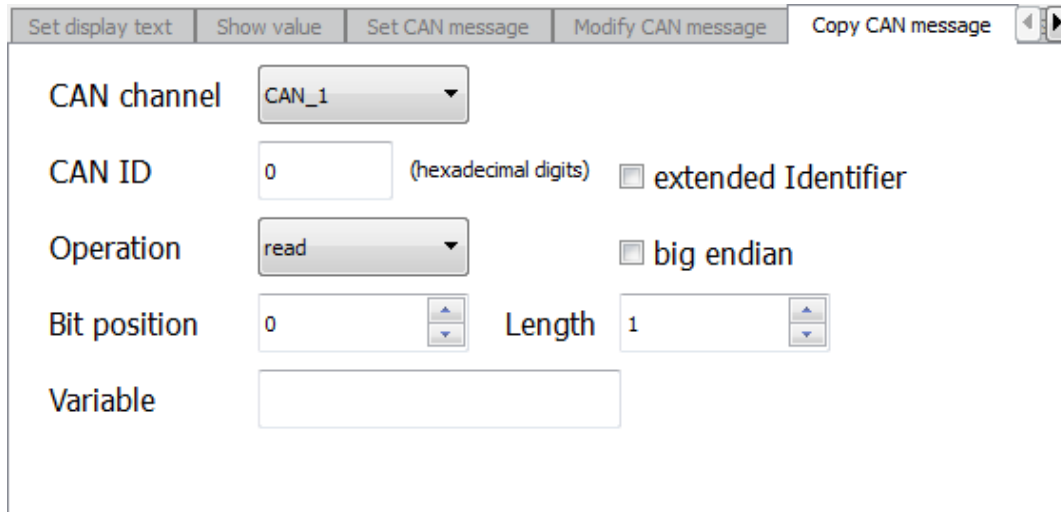 Set display text Show value Set CAN message Modify CAN message Copy CAN message
CAN channel CAN_1
CAN ID 0 (hexadecimal digits) extended Identifier
Operation read big endian
Bit position 0 Length 1
Variable